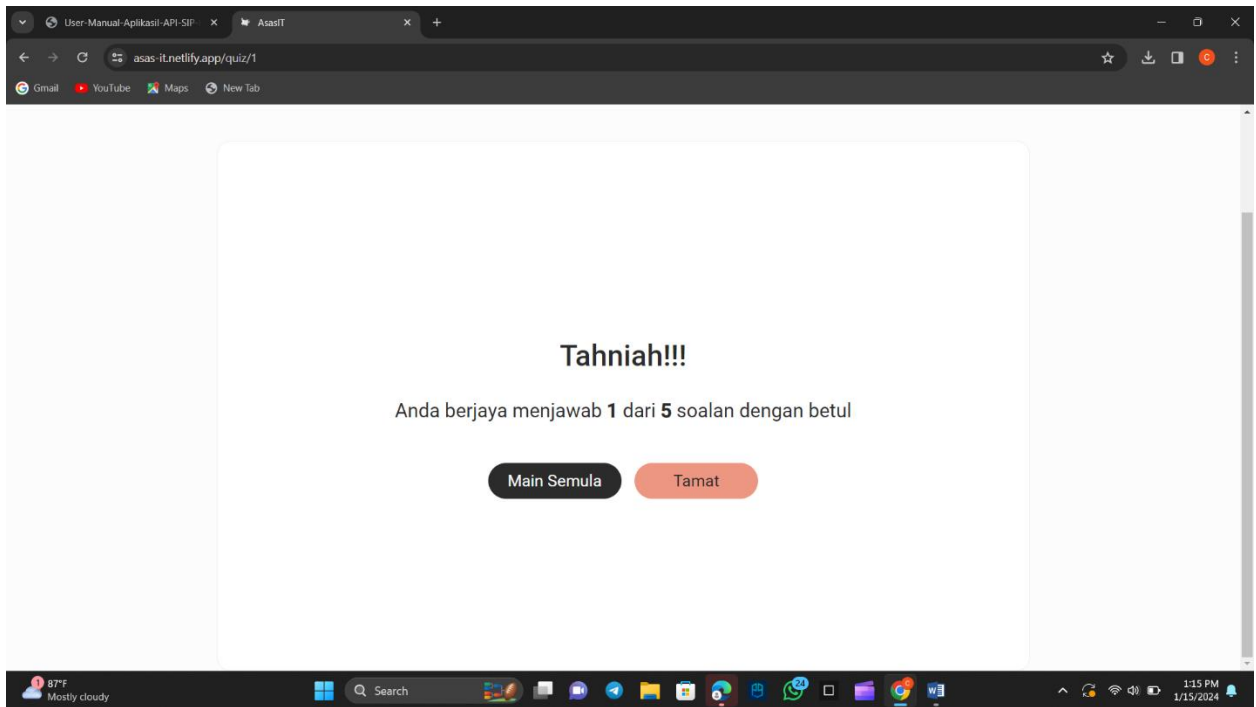 User-Manual-Aplikasil-API-SIP
AsasIT
asas-it.netlify.app/quiz/1
C
Gmail
YouTube
Maps
New Tab
Tahniah!!!
Anda berjaya menjawab 1 dari 5 soalan dengan betul
Main Semula
Tamat
1
87°F
Mostly cloudy
Search
24
1:15 PM
1/15/2024